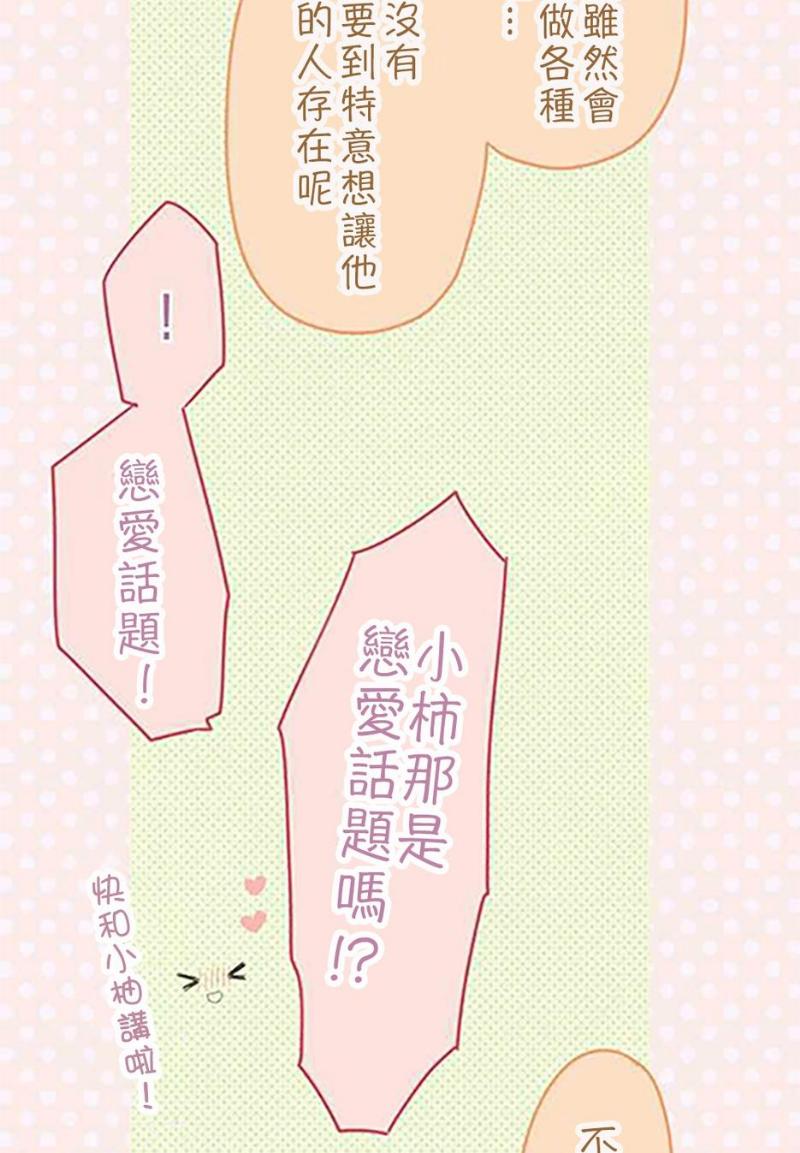 雖然會
做各種
…
沒有
要到特意想讓他
的人存在呢
！
戀愛話題！
小柿那是
戀愛話題嗎!?
快和小柚講啦！
不